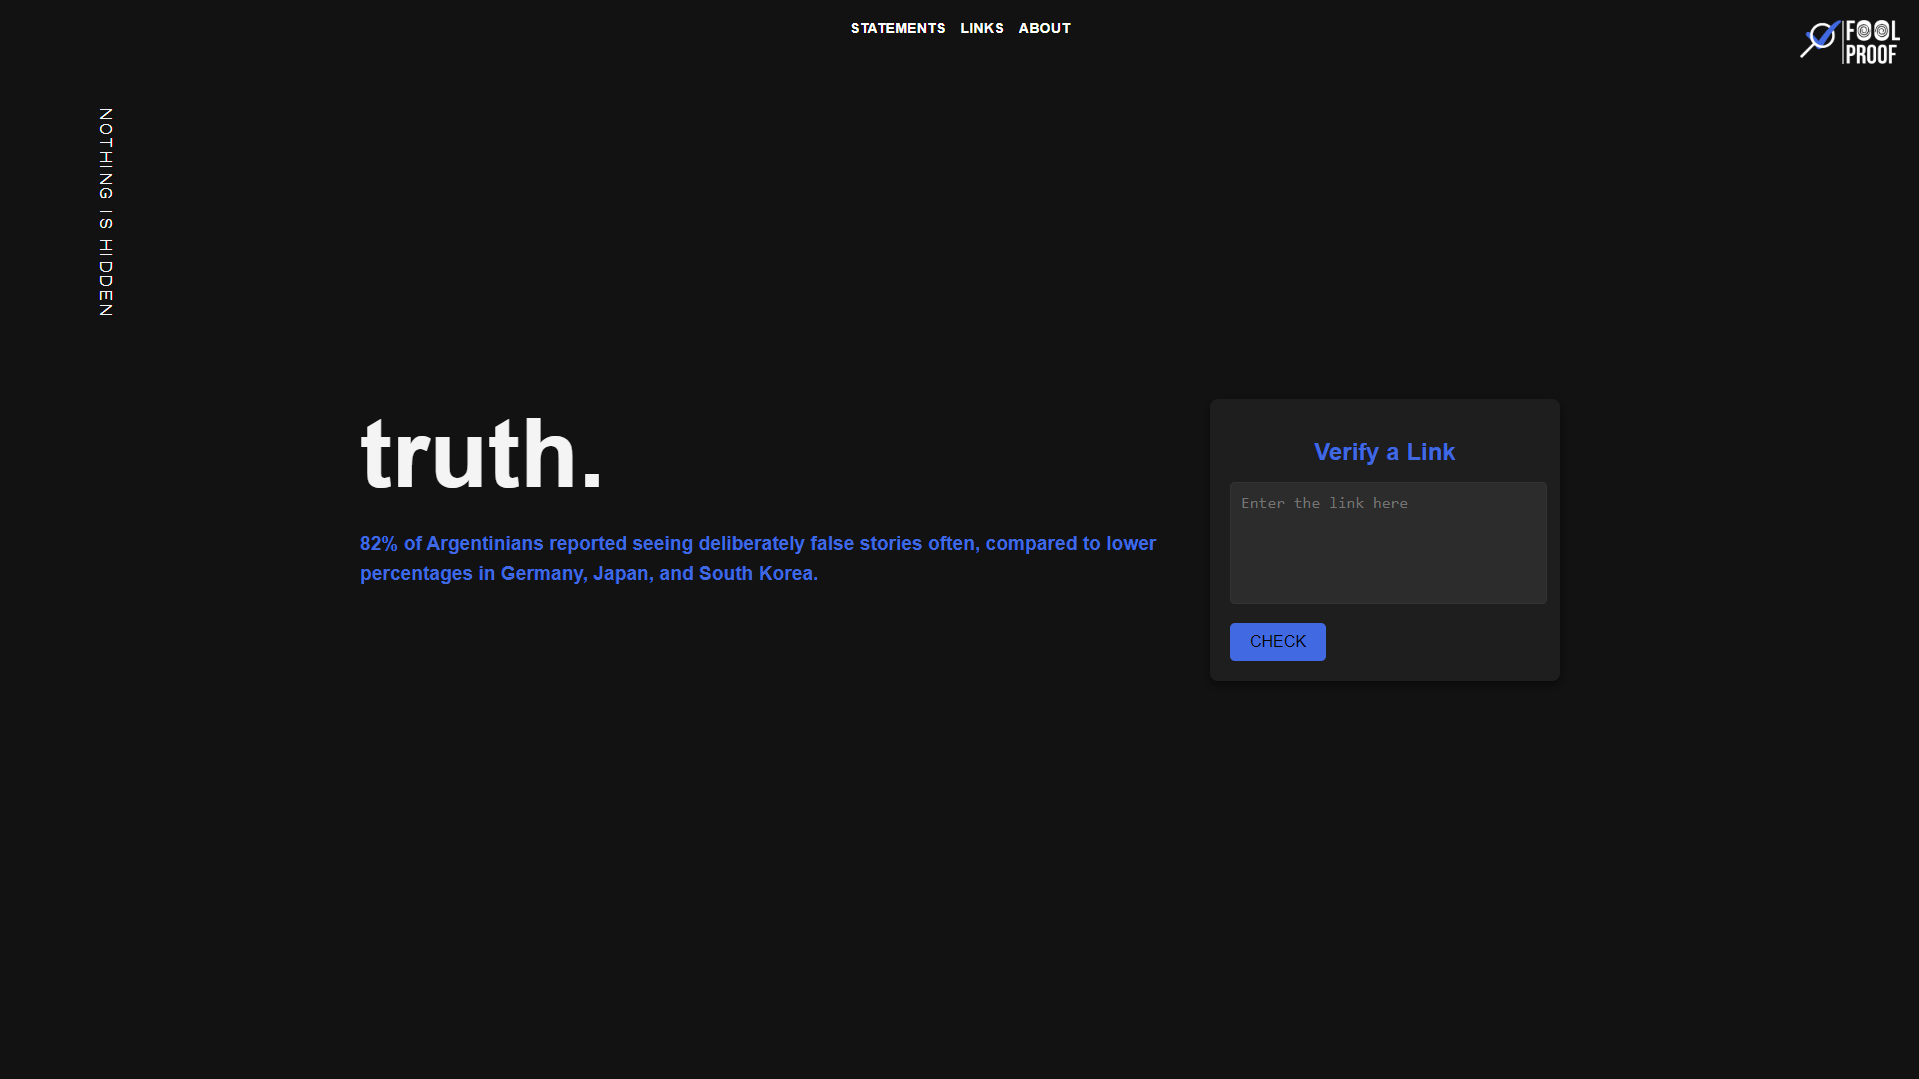 STATEMENTS LINKS ABOUT
FOOL
PROOF
NOTHING IS HIDDEN
truth.
82% of Argentinians reported seeing deliberately false stories often, compared to lower
percentages in Germany, Japan, and South Korea.
Verify a Link
Enter the link here
CHECK